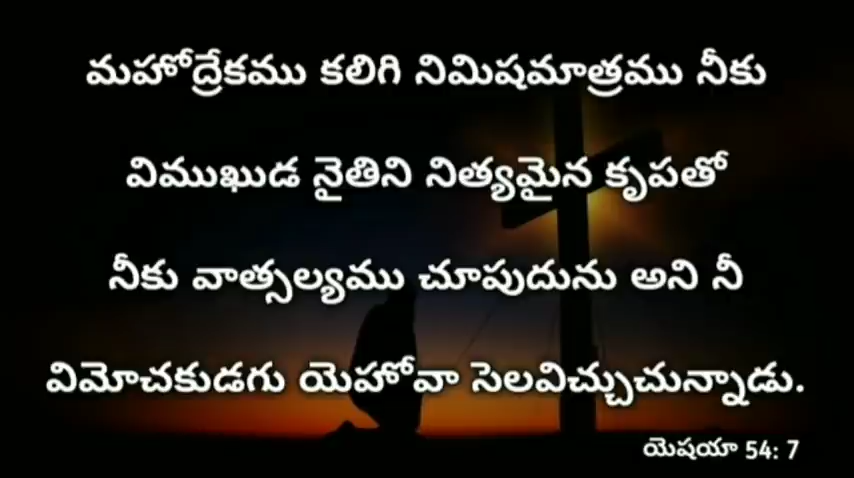 మహోద్రేకము కలిగి నిమిషమాత్రము నీకు
విముఖుడ నైతిని నిత్యమైన కృపతో
నీకు వాత్సల్యము చూపుదును అని నీ
విమోచకుడగు యెహోవా సెలవిచ్చుచున్నాడు.
యెషయా 54: 7